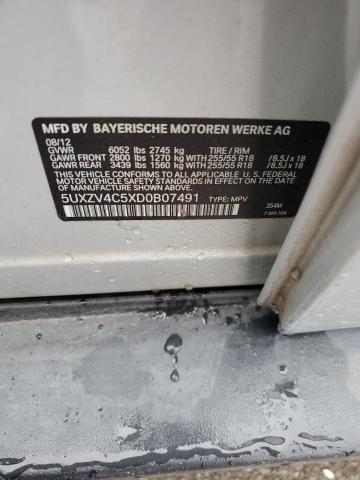 MFD BY BAYERISCHE MOTOREN WERKE AG
08/12
GVWR 6052 lbs 2745 kg TIRE / RIM
GAWR FRONT 2800 lbs 1270 kg WITH 255/55 R18 / 8.5J x 18
GAWR REAR 3439 lbs 1560 kg WITH 255/55 R18 / 8.5J x 18
THIS VEHICLE CONFORMS TO ALL APPLICABLE U.S. FEDERAL
MOTOR VEHICLE SAFETY STANDARDS IN EFFECT ON THE DATE
OF MANUFACTURE SHOWN ABOVE.
5UXZV4C5XD0B07491 TYPE: MPV 354M